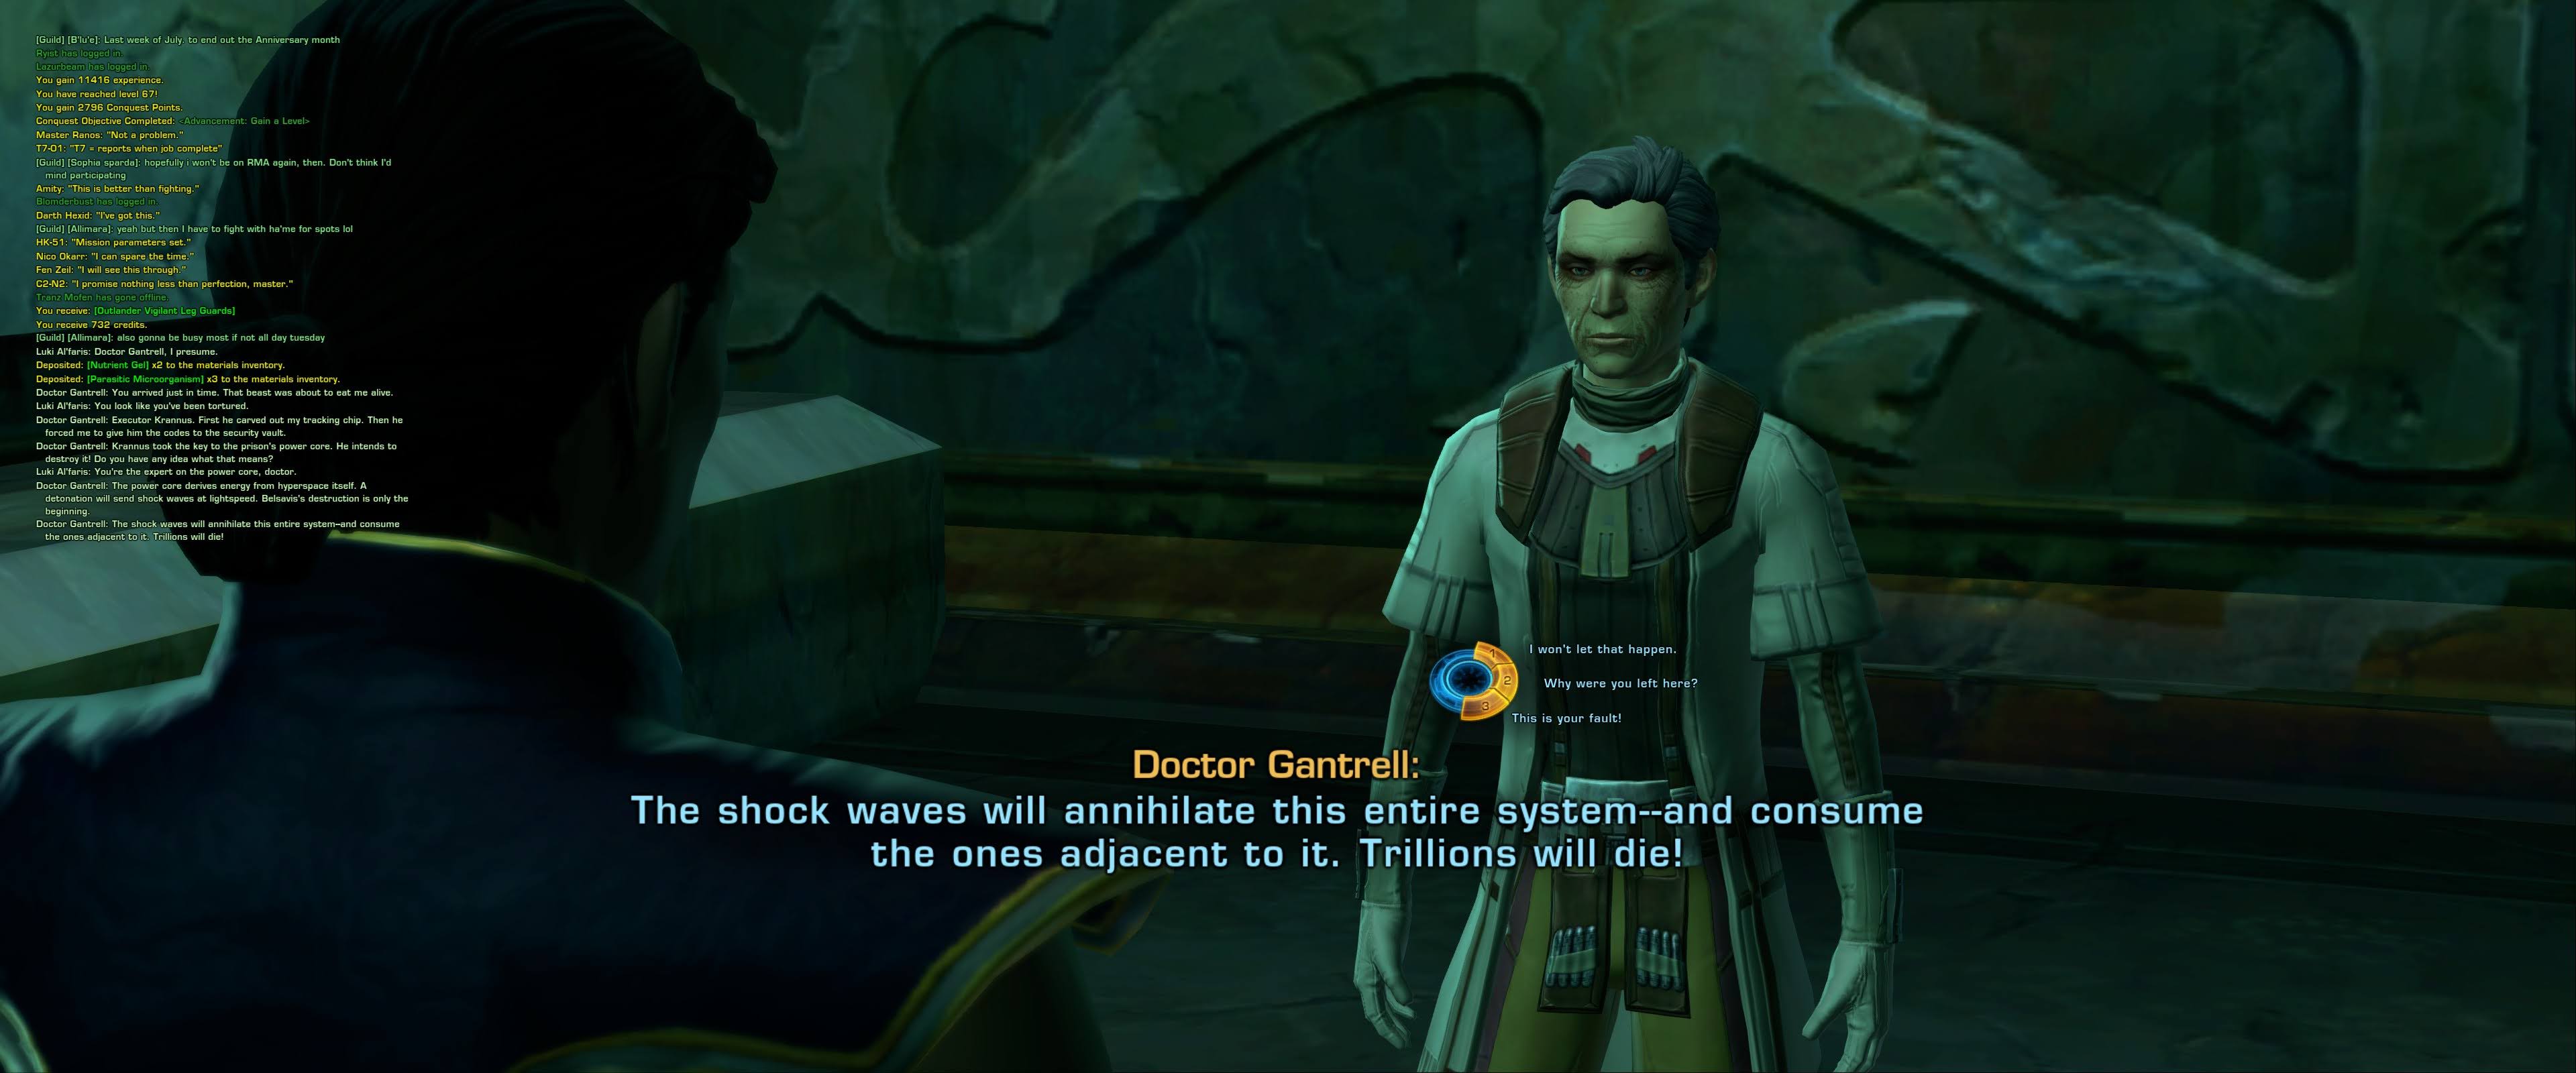 [Guild] [B'lu'e]: Last week of July. to end out the Anniversary month
Ryist has logged in.
Lazurbeam has logged in.
You gain 11416 experience.
You have reached level 67!
You gain 2796 Conquest Points.
Conquest Objective Completed: <Advancement: Gain a Level>
Master Ranos: "Not a problem."
T7-O1: "T7 = reports when job complete"
[Guild] [Sophia sparda]: hopefully i won't be on RMA again, then. Don't think I'd
mind participating
Amity: "This is better than fighting."
Blomderbust has logged in.
Darth Hexid: "I've got this."
[Guild] [Allimara]: yeah but then I have to fight with ha'me for spots lol
HK-51: "Mission parameters set."
Nico Okarr: "I can spare the time."
Fen Zeil: "I will see this through."
C2-N2: "I promise nothing less than perfection, master."
Tranz Mofen has gone offline.
You receive: [Outlander Vigilant Leg Guards]
You receive 732 credits.
[Guild] [Allimara]: also gonna be busy most if not all day tuesday
Luki Al'faris: Doctor Gantrell, I presume.
Deposited: [Nutrient Gel] x2 to the materials inventory.
Deposited: [Parasitic Microorganism] x3 to the materials inventory.
Doctor Gantrell: You arrived just in time. That beast was about to eat me alive.
Luki Al'faris: You look like you've been tortured.
Doctor Gantrell: Executor Krannus. First he carved out my tracking chip. Then he
forced me to give him the codes to the security vault.
Doctor Gantrell: Krannus took the key to the prison's power core. He intends to
destroy it! Do you have any idea what that means?
Luki Al'faris: You're the expert on the power core, doctor.
Doctor Gantrell: The power core derives energy from hyperspace itself. A
detonation will send shock waves at lightspeed. Belsavis's destruction is only the
beginning.
Doctor Gantrell: The shock waves will annihilate this entire system--and consume
the ones adjacent to it. Trillions will die!
1 I won't let that happen.
2 Why were you left here?
3 This is your fault!
Doctor Gantrell:
The shock waves will annihilate this entire system--and consume
the ones adjacent to it. Trillions will die!